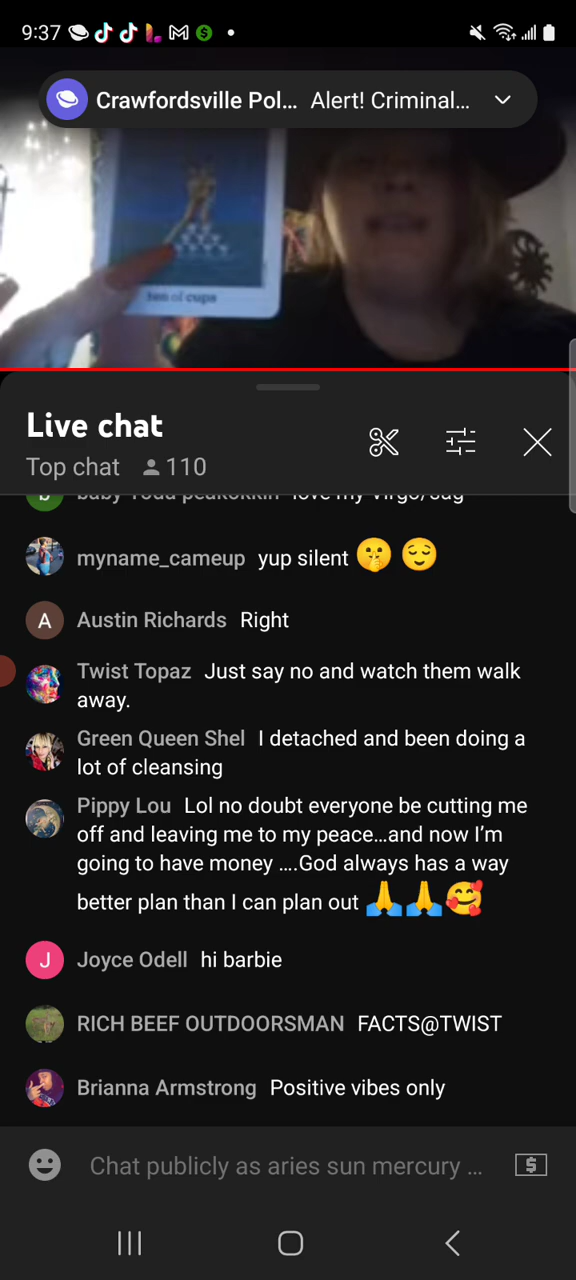 9:37
Crawfordsville Pol... Alert! Criminal...
ten of cups
Live chat
Top chat 110
baby Yoda peakokkin love my Virgo/sag
myname_cameup yup silent 🤫 😌
A Austin Richards Right
Twist Topaz Just say no and watch them walk
away.
Green Queen Shel I detached and been doing a
lot of cleansing
Pippy Lou Lol no doubt everyone be cutting me
off and leaving me to my peace…and now I’m
going to have money ….God always has a way
better plan than I can plan out 🙏🙏🥰
J Joyce Odell hi barbie
RICH BEEF OUTDOORSMAN FACTS@TWIST
Brianna Armstrong Positive vibes only
Chat publicly as aries sun mercury ...